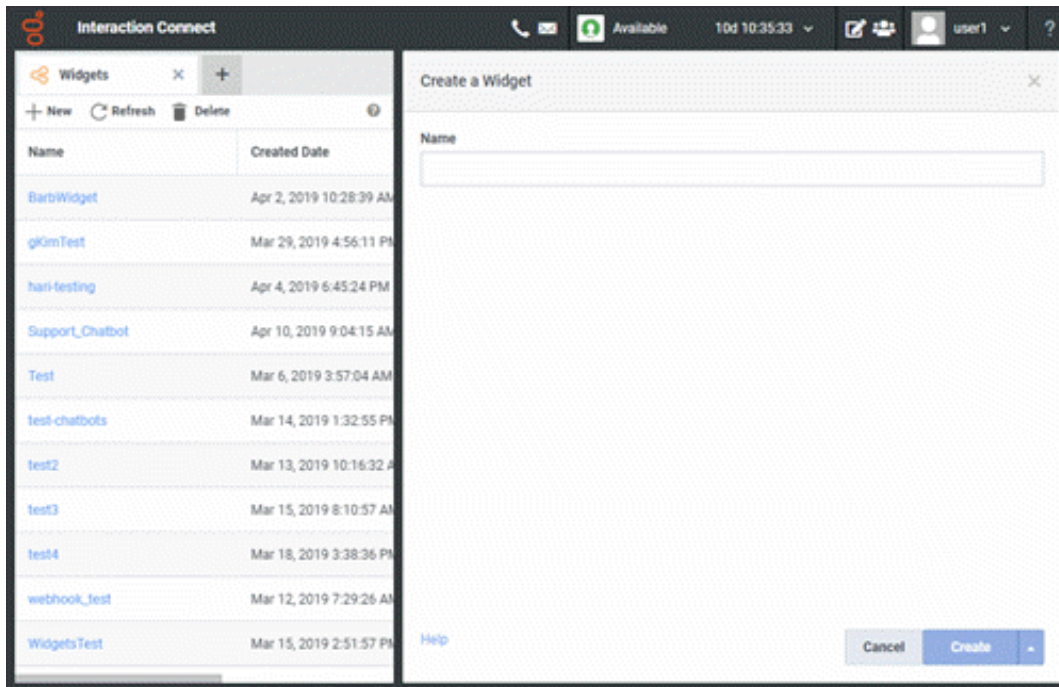 Interaction Connect
Available 10d 10:35:33 user1 ?
Widgets
New Refresh Delete ?
Name Created Date
BarbWidget Apr 2, 2019 10:28:39 AM
gKimTest Mar 29, 2019 4:56:11 PM
hari-testing Apr 4, 2019 6:45:24 PM
Support_Chatbot Apr 10, 2019 9:04:15 AM
Test Mar 6, 2019 3:57:04 AM
test-chatbots Mar 14, 2019 1:32:55 PM
test2 Mar 13, 2019 10:16:32 A
test3 Mar 15, 2019 8:10:57 AM
test4 Mar 18, 2019 3:38:36 PM
webhook_test Mar 12, 2019 7:29:26 AM
WidgetsTest Mar 15, 2019 2:51:57 PM
Create a Widget
Name
Help
Cancel Create